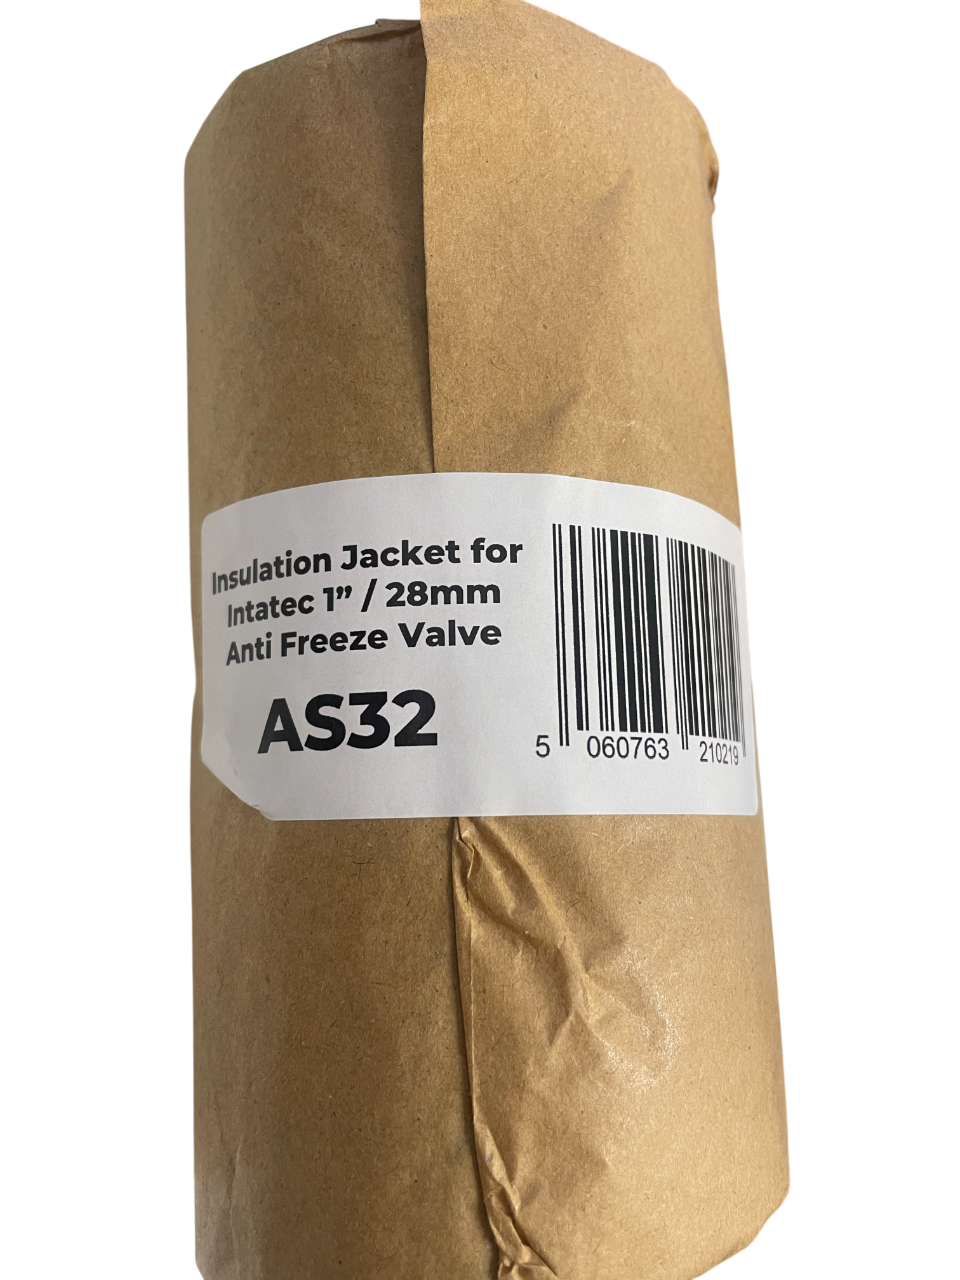 Insulation Jacket for
Intatec 1” / 28mm
Anti Freeze Valve
AS32
5 060763 210219